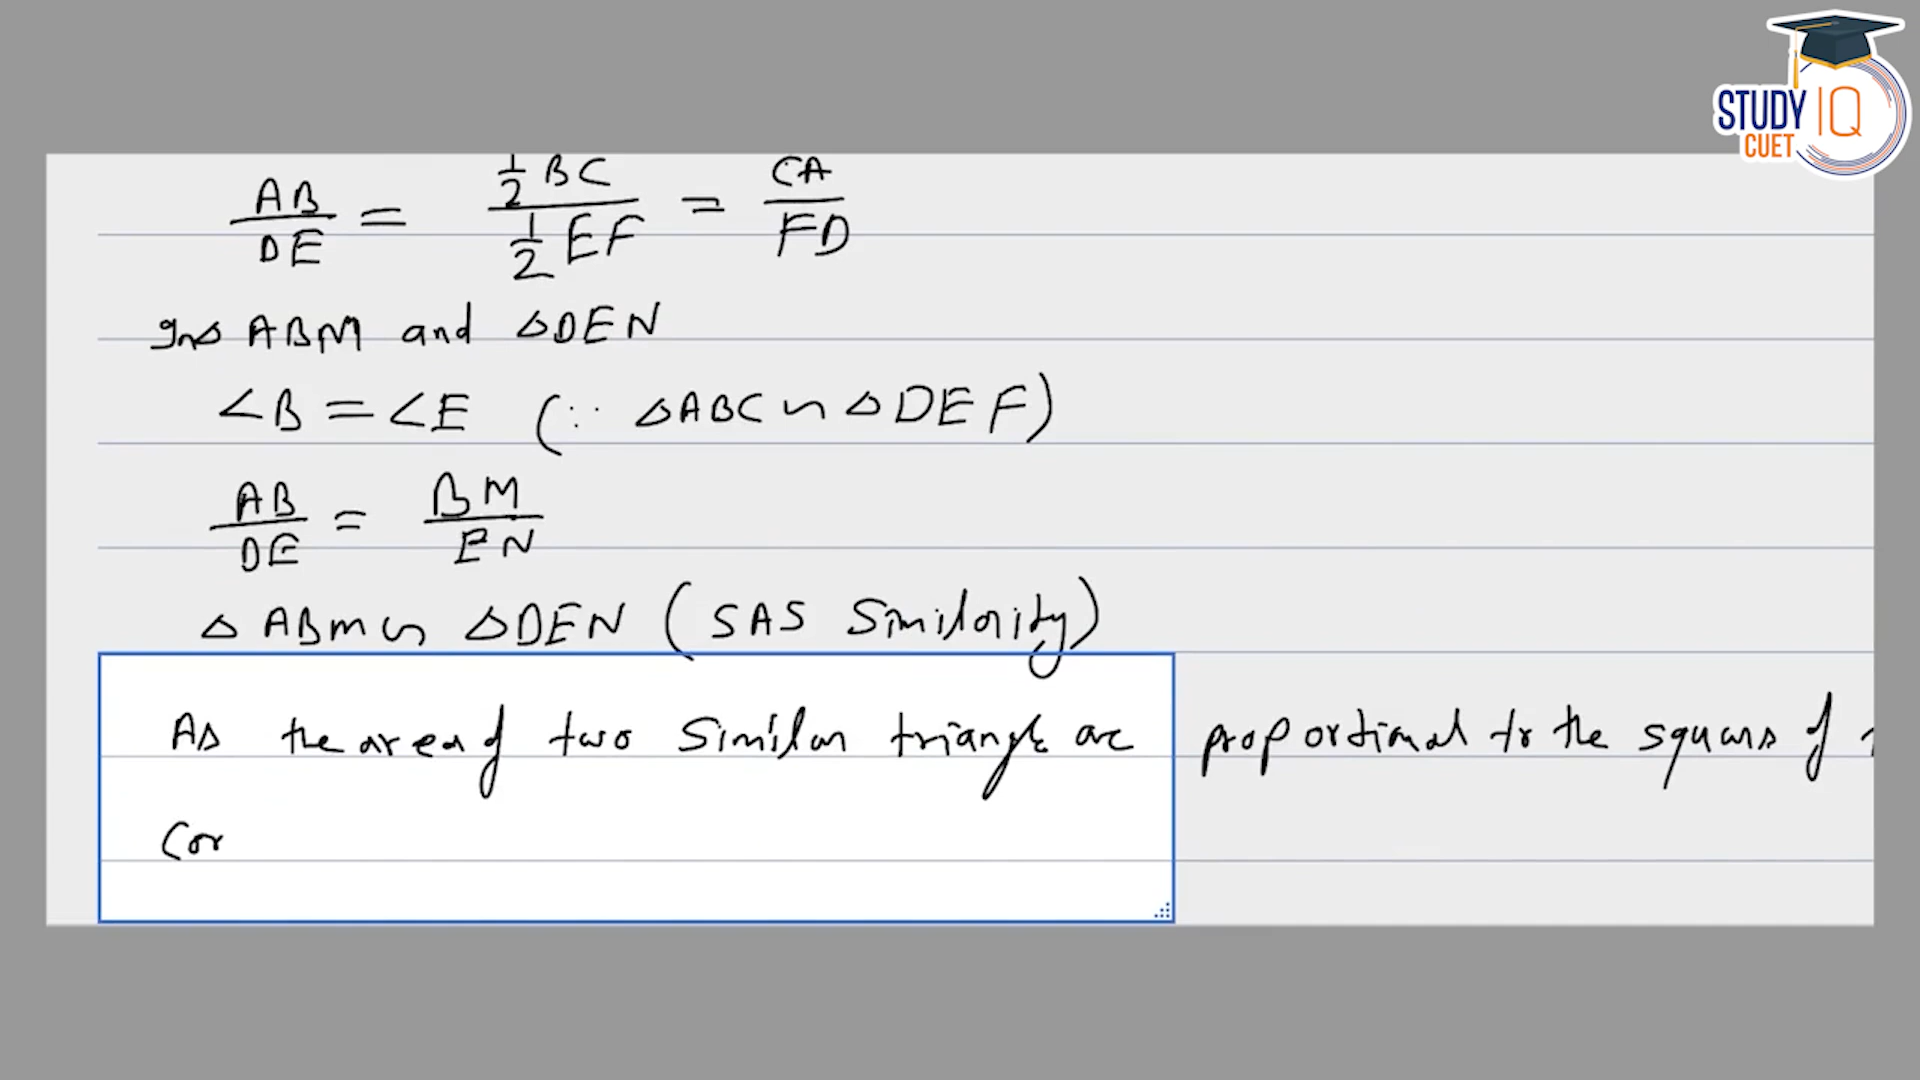 STUDY IQ
CUET
AB/DE = ½BC/½EF = CA/FD
In △ ABM and △DEN
∠B = ∠E (∵ △ABC ∽ △DEF)
AB/DE = BM/EN
△ ABM ∽ △DEN (SAS Similarity)
As the area of two similar triangle are proportional to the squares of
Cor